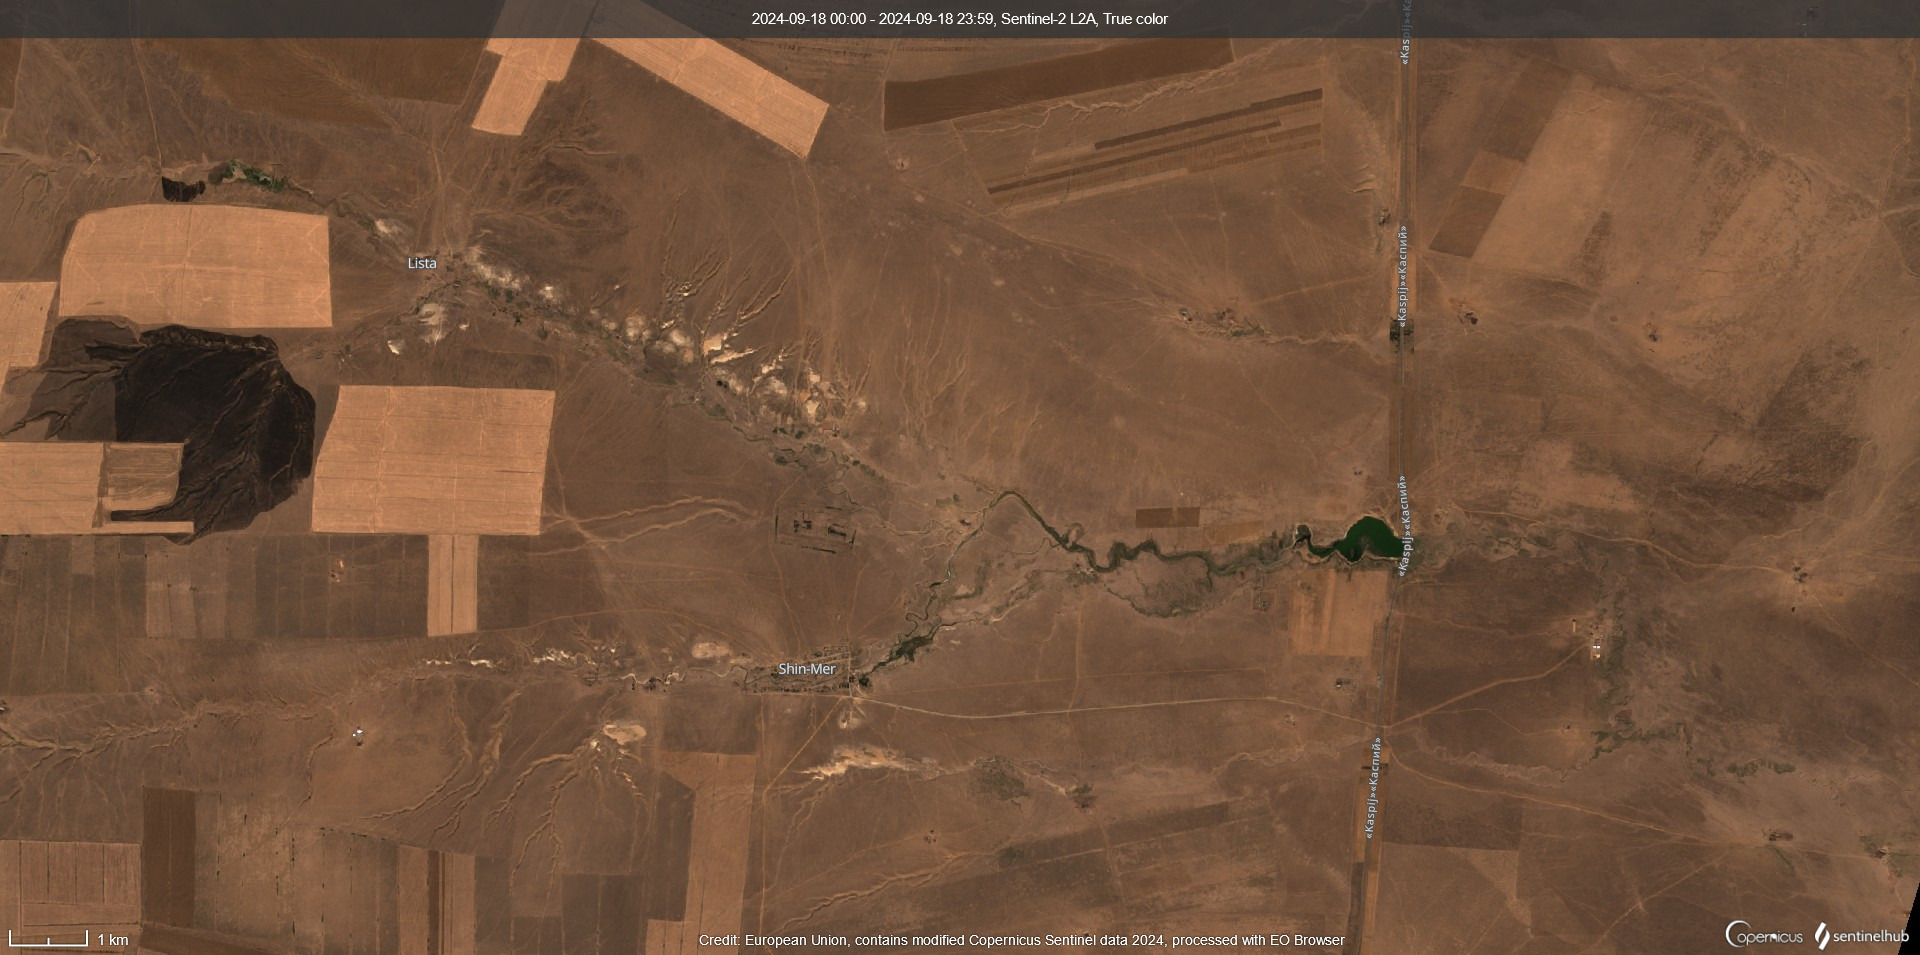 2024-09-18 00:00 - 2024-09-18 23:59, Sentinel-2 L2A, True color
«Kaspij»«Ka
«Kaspij»«Каспий»
Lista
«Kaspij»«Каспий»
Shin-Mer
«Kaspij»«Каспий»
1 km
Credit: European Union, contains modified Copernicus Sentinel data 2024, processed with EO Browser
opernicus
sentinelhub